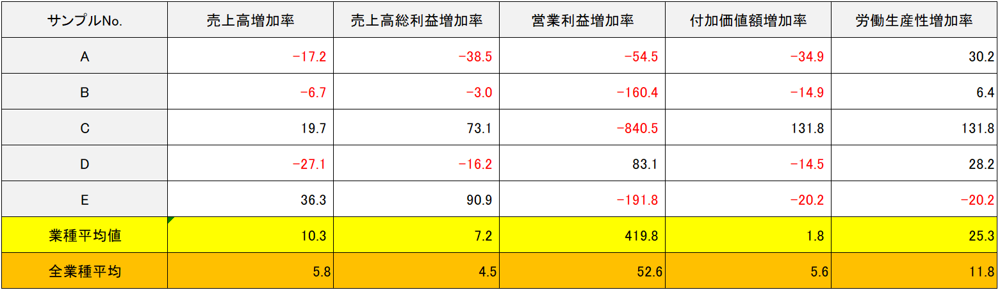 サンプルNo. 売上高増加率 売上高総利益増加率 営業利益増加率 付加価値額増加率 労働生産性増加率
A -17.2 -38.5 -54.5 -34.9 30.2
B -6.7 -3.0 -160.4 -14.9 6.4
C 19.7 73.1 -840.5 131.8 131.8
D -27.1 -16.2 83.1 -14.5 28.2
E 36.3 90.9 -191.8 -20.2 -20.2
業種平均値 10.3 7.2 419.8 1.8 25.3
全業種平均 5.8 4.5 52.6 5.6 11.8